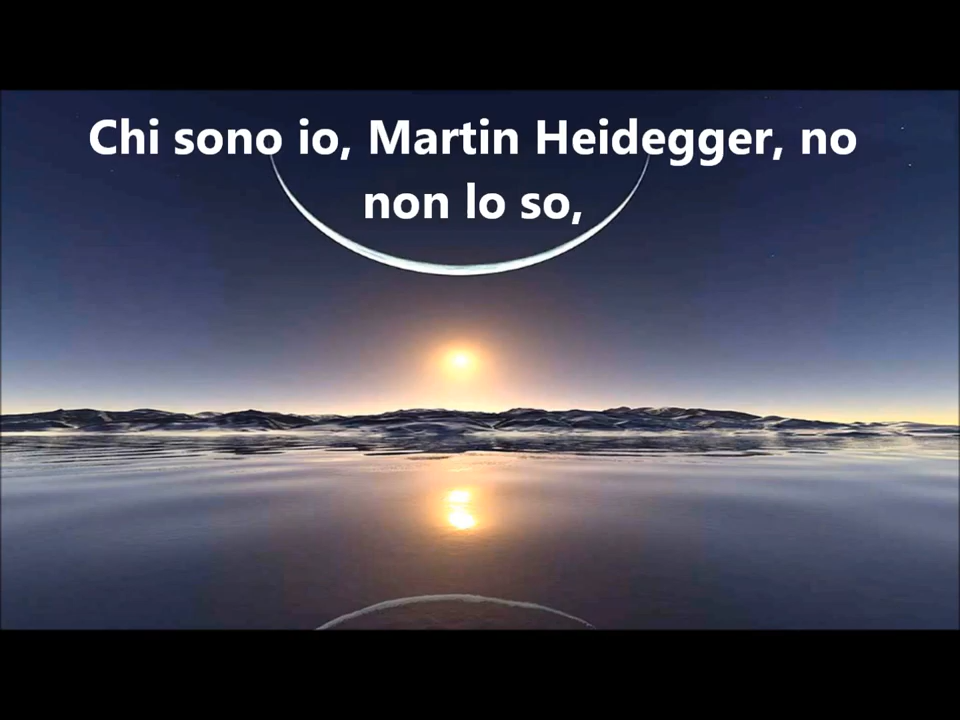 Chi sono io, Martin Heidegger, no
non lo so,